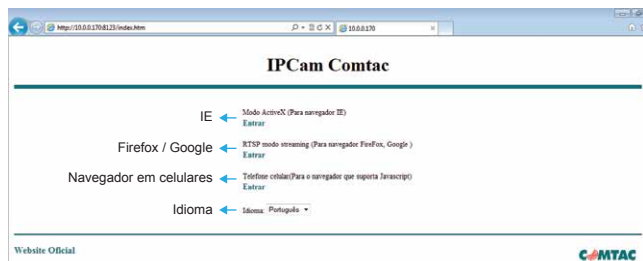 http://10.0.0.170:8123/index.htm
10.0.0.170
IPCam Comtac
IE
Modo ActiveX (Para navegador IE)
Entrar
Firefox / Google
RTSP modo streaming (Para navegador FireFox, Google )
Entrar
Navegador em celulares
Telefone celular(Para o navegador que suporta Javascript)
Entrar
Idioma
Idioma: Português
Website Oficial
COMTAC